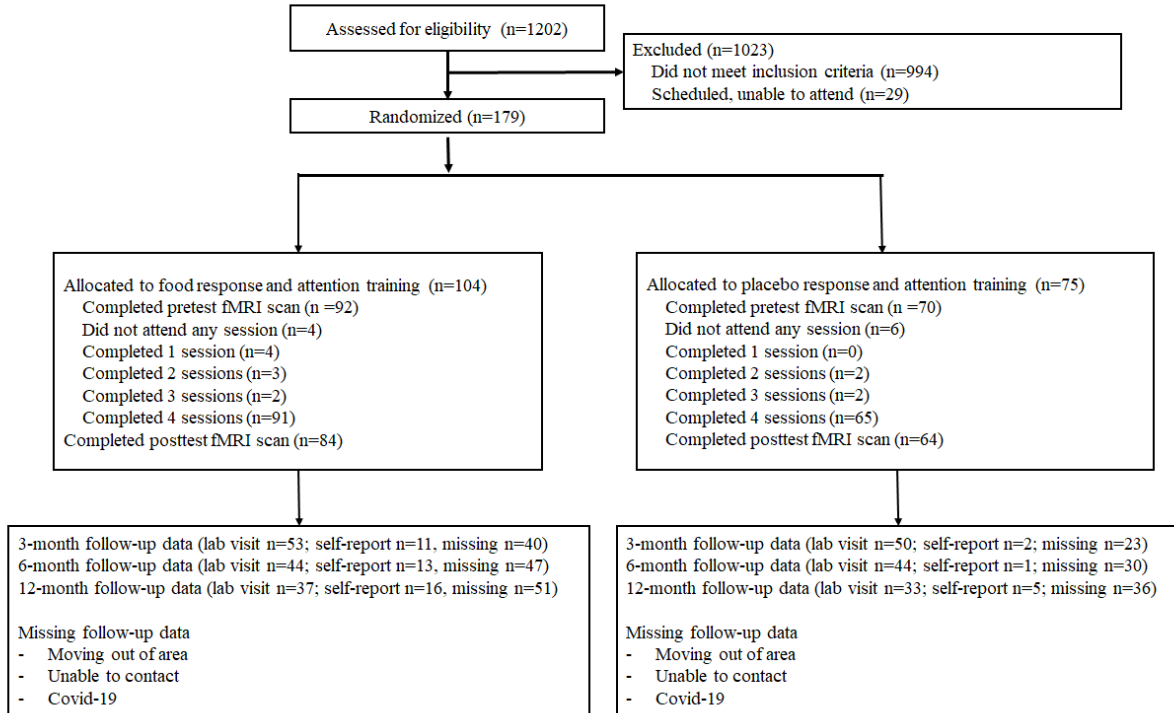 Assessed for eligibility (n=1202)
Excluded (n=1023)
Did not meet inclusion criteria (n=994)
Scheduled, unable to attend (n=29)
Randomized (n=179)
Allocated to food response and attention training (n=104)
Completed pretest fMRI scan (n =92)
Did not attend any session (n=4)
Completed 1 session (n=4)
Completed 2 sessions (n=3)
Completed 3 sessions (n=2)
Completed 4 sessions (n=91)
Completed posttest fMRI scan (n=84)
Allocated to placebo response and attention training (n=75)
Completed pretest fMRI scan (n =70)
Did not attend any session (n=6)
Completed 1 session (n=0)
Completed 2 sessions (n=2)
Completed 3 sessions (n=2)
Completed 4 sessions (n=65)
Completed posttest fMRI scan (n=64)
3-month follow-up data (lab visit n=53; self-report n=11, missing n=40)
6-month follow-up data (lab visit n=44; self-report n=13, missing n=47)
12-month follow-up data (lab visit n=37; self-report n=16, missing n=51)
Missing follow-up data
- Moving out of area
- Unable to contact
- Covid-19
3-month follow-up data (lab visit n=50; self-report n=2; missing n=23)
6-month follow-up data (lab visit n=44; self-report n=1; missing n=30)
12-month follow-up data (lab visit n=33; self-report n=5; missing n=36)
Missing follow-up data
- Moving out of area
- Unable to contact
- Covid-19